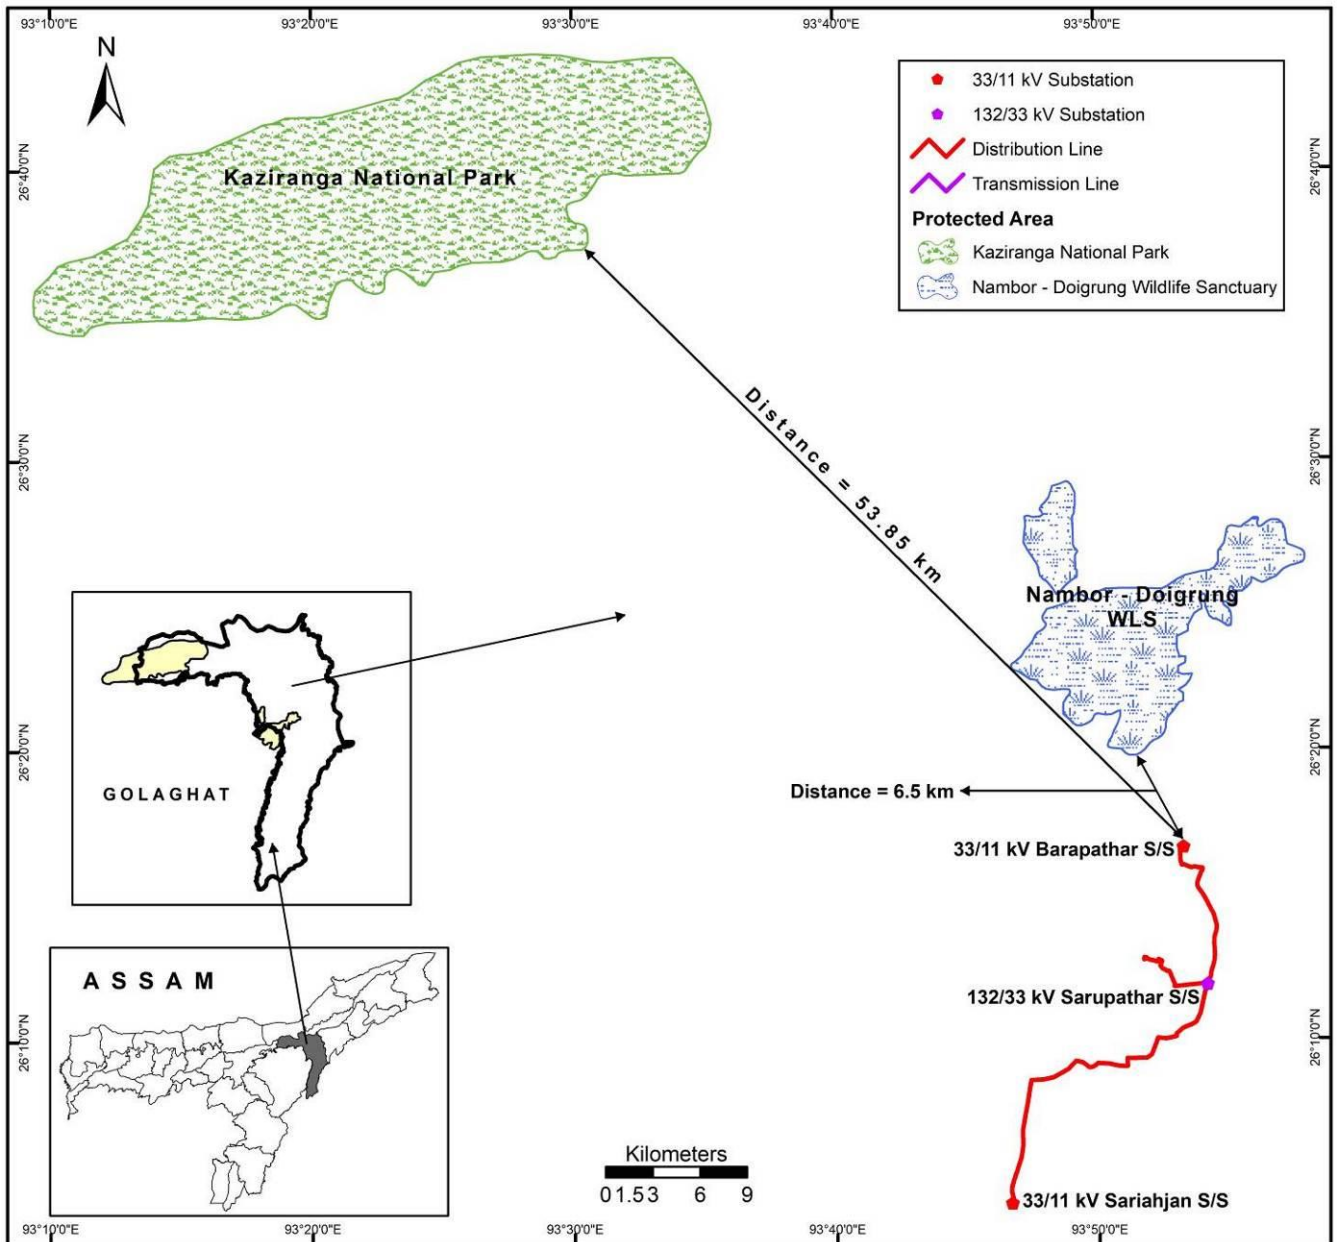 93°10'0"E 93°20'0"E 93°30'0"E 93°40'0"E 93°50'0"E
N
33/11 kV Substation
132/33 kV Substation
Distribution Line
Transmission Line
Protected Area
Kaziranga National Park
Nambor - Doigrung Wildlife Sanctuary
26°40'0"N
Kaziranga National Park
26°40'0"N
Distance = 53.85 km
26°30'0"N
26°30'0"N
Nambor - Doigrung
WLS
26°20'0"N
26°20'0"N
GOLAGHAT
Distance = 6.5 km
33/11 kV Barapathar S/S
ASSAM
132/33 kV Sarupathar S/S
26°10'0"N
26°10'0"N
Kilometers
0 1.5 3 6 9
33/11 kV Sariahjan S/S
93°10'0"E 93°20'0"E 93°30'0"E 93°40'0"E 93°50'0"E